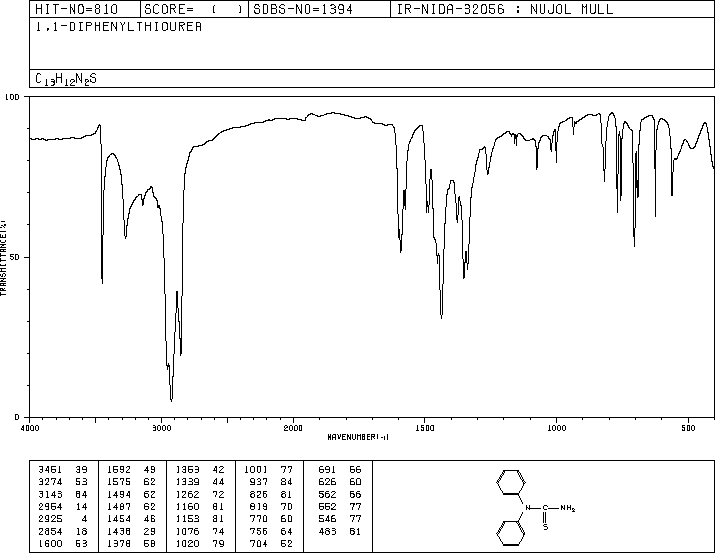 HIT-NO=810 SCORE= ( ) SDBS-NO=1394 IR-NIDA-32056 : NUJOL MULL
1,1-DIPHENYLTHIOUREA
C13H12N2S
100
50
0
TRANSMITTANCE(%)
4000 3000 2000 1500 1000 500
WAVENUMBER(-1)
3461 39 1592 49 1353 42 1001 77 691 66
3274 53 1575 62 1339 44 937 84 626 60
3143 64 1494 62 1262 72 826 81 562 66
2954 14 1487 62 1160 81 819 70 552 77
2925 4 1454 46 1153 81 770 60 546 77
2854 18 1438 29 1076 74 756 64 483 81
1600 53 1378 58 1020 79 704 52
N C NH2
S